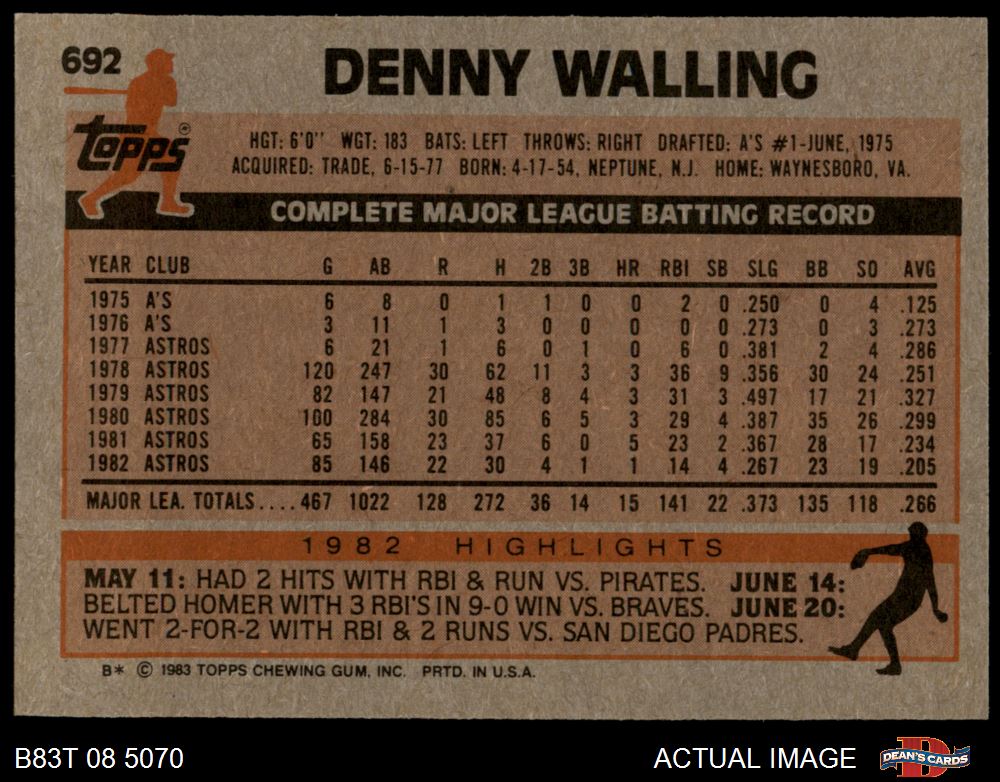 692
DENNY WALLING
Topps®
HGT: 6'0'' WGT: 183 BATS: LEFT THROWS: RIGHT DRAFTED: A'S #1-JUNE, 1975
ACQUIRED: TRADE, 6-15-77 BORN: 4-17-54, NEPTUNE, N.J. HOME: WAYNESBORO, VA.
COMPLETE MAJOR LEAGUE BATTING RECORD
YEAR CLUB G AB R H 2B 3B HR RBI SB SLG BB SO AVG
1975 A'S 6 8 0 1 1 0 0 2 0 .250 0 4 .125
1976 A'S 3 11 1 3 0 0 0 0 0 .273 0 3 .273
1977 ASTROS 6 21 1 6 0 1 0 6 0 .381 2 4 .286
1978 ASTROS 120 247 30 62 11 3 3 36 9 .356 30 24 .251
1979 ASTROS 82 147 21 48 8 4 3 31 3 .497 17 21 .327
1980 ASTROS 100 284 30 85 6 5 3 29 4 .387 35 26 .299
1981 ASTROS 65 158 23 37 6 0 5 23 2 .367 28 17 .234
1982 ASTROS 85 146 22 30 4 1 1 14 4 .267 23 19 .205
MAJOR LEA. TOTALS.... 467 1022 128 272 36 14 15 141 22 .373 135 118 .266
1982 HIGHLIGHTS
MAY 11: HAD 2 HITS WITH RBI & RUN VS. PIRATES. JUNE 14:
BELTED HOMER WITH 3 RBI'S IN 9-0 WIN VS. BRAVES. JUNE 20:
WENT 2-FOR-2 WITH RBI & 2 RUNS VS. SAN DIEGO PADRES.
B* © 1983 TOPPS CHEWING GUM, INC. PRTD. IN U.S.A.
B83T 08 5070 ACTUAL IMAGE DEAN'S CARDS